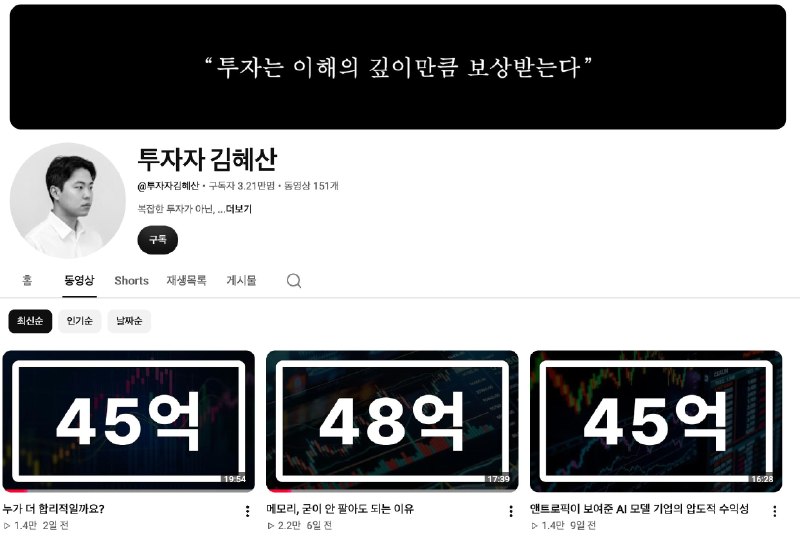 “투자는 이해의 깊이만큼 보상받는다”
투자자 김혜산
@투자자김혜산 • 구독자 3.21만명 • 동영상 151개
복잡한 투자가 아닌, ...더보기
구독
홈 동영상 Shorts 재생목록 게시물
최신순 인기순 날짜순
45억 48억 45억
19:54 17:39 16:28
누가 더 합리적일까요? 메모리, 굳이 안 팔아도 되는 이유 앤트로픽이 보여준 AI 모델 기업의 압도적 수익성
1.4만 2일 전 2.2만 6일 전 1.4만 9일 전